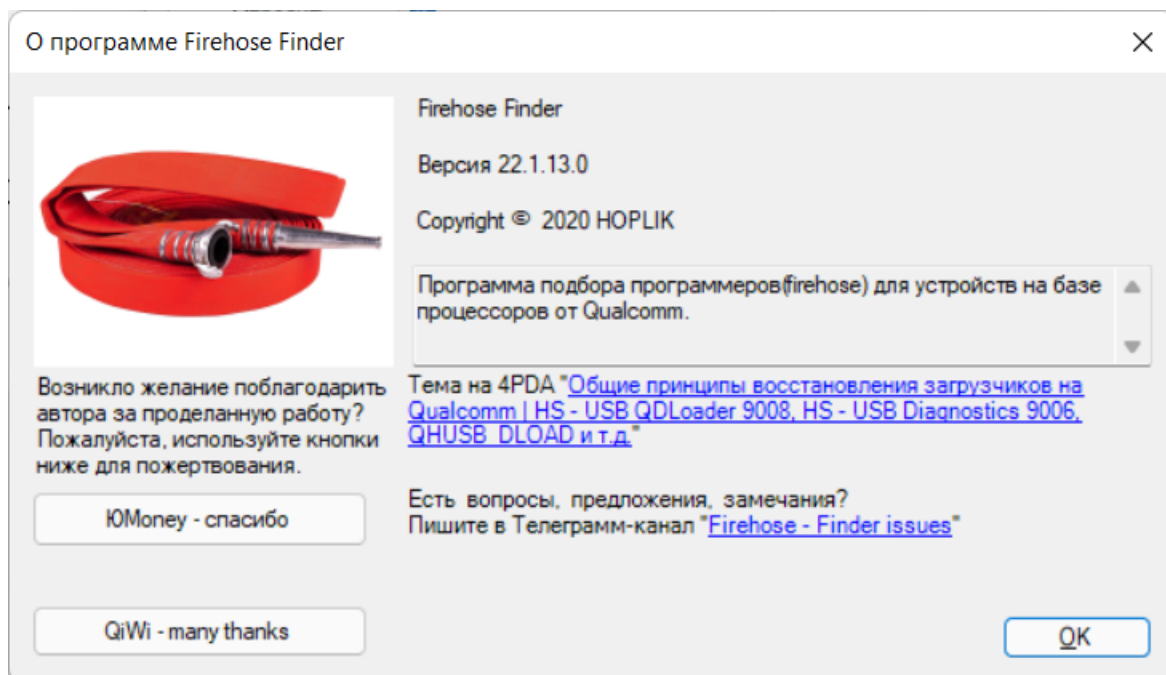 О программе Firehose Finder
Firehose Finder
Версия 22.1.13.0
Copyright © 2020 HOPLIK
Программа подбора программеров(firehose) для устройств на базе
процессоров от Qualcomm.
Возникло желание поблагодарить
автора за проделанную работу?
Пожалуйста, используйте кнопки
ниже для пожертвования.
ЮMoney - спасибо
QiWi - many thanks
Тема на 4PDA "Общие принципы восстановления загрузчиков на
Qualcomm | HS - USB QDLoader 9008, HS - USB Diagnostics 9006,
QHUSB_DLOAD и т.д."
Есть вопросы, предложения, замечания?
Пишите в Телеграмм-канал "Firehose - Finder issues"
OK